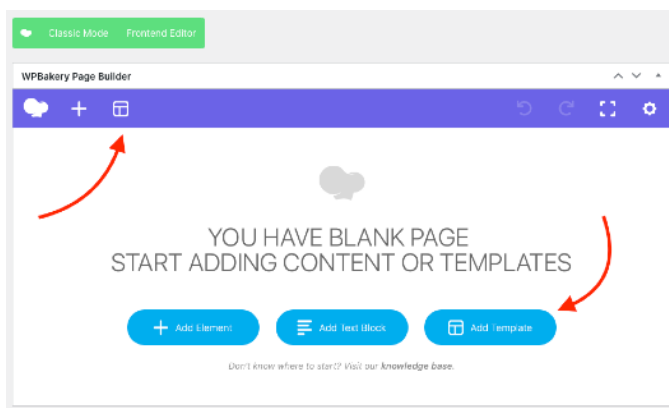 Classic Mode Frontend Editor
WPBakery Page Builder
YOU HAVE BLANK PAGE
START ADDING CONTENT OR TEMPLATES
Add Element Add Text Block Add Template
Don't know where to start? Visit our knowledge base.